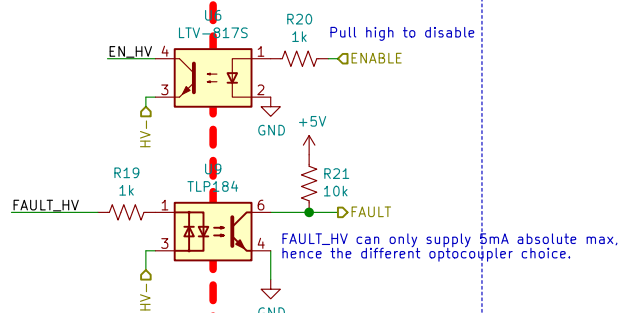 U6
LTV-817S
R20
1k
Pull high to disable
EN_HV
4
1
ENABLE
3
2
HV-
GND
+5V
U9
TLP184
R19
1k
R21
10k
FAULT_HV
1
6
FAULT
3
4
FAULT_HV can only supply 5mA absolute max,
hence the different optocoupler choice.
HV-
GND